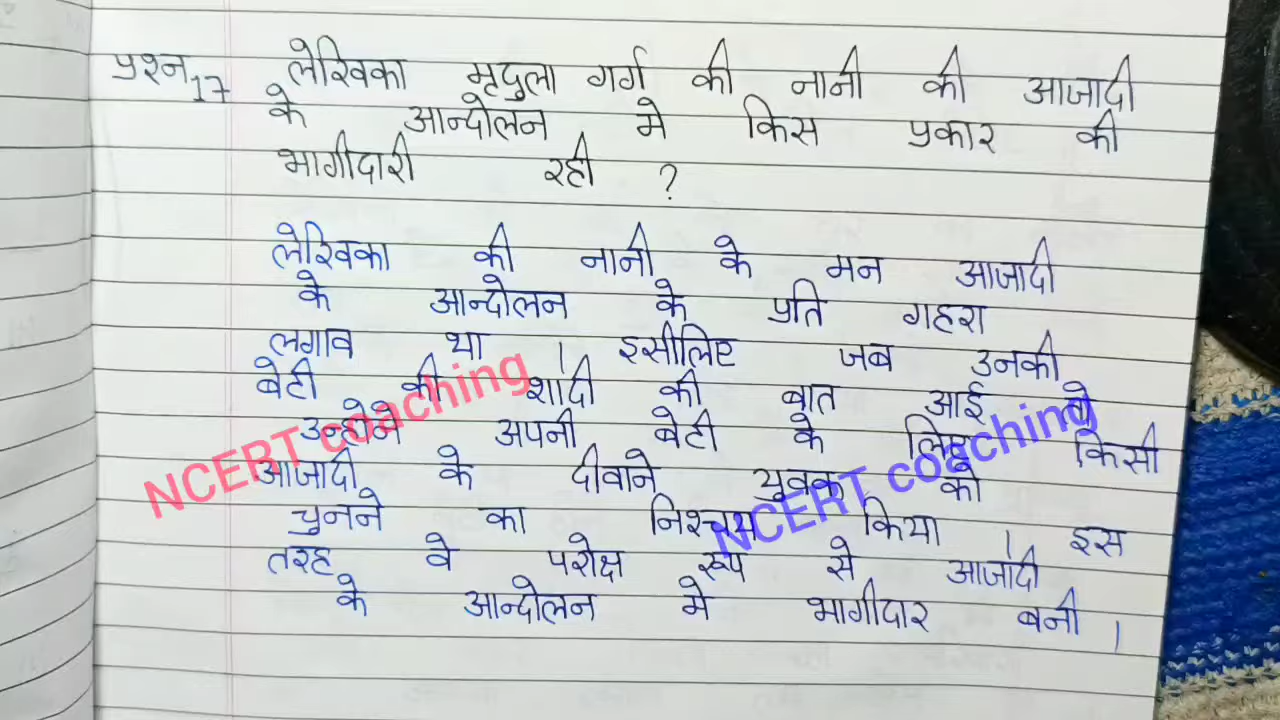 प्रश्न 17 लेखिका मृदुला गर्ग की नानी की आजादी
के आन्दोलन मे किस प्रकार की
भागीदारी रही ?
लेखिका की नानी के मन आजादी
के आन्दोलन के प्रति गहरा
लगाव था । इसीलिए जब उनकी
बेटी की शादी की बात आई तो
उन्होने अपनी बेटी के लिए किसी
आजादी के दीवाने युवक को
चुनने का निश्चय किया । इस
तरह वे परोक्ष रूप से आजादी
के आन्दोलन मे भागीदार बनी ।
NCERT coaching
NCERT coaching